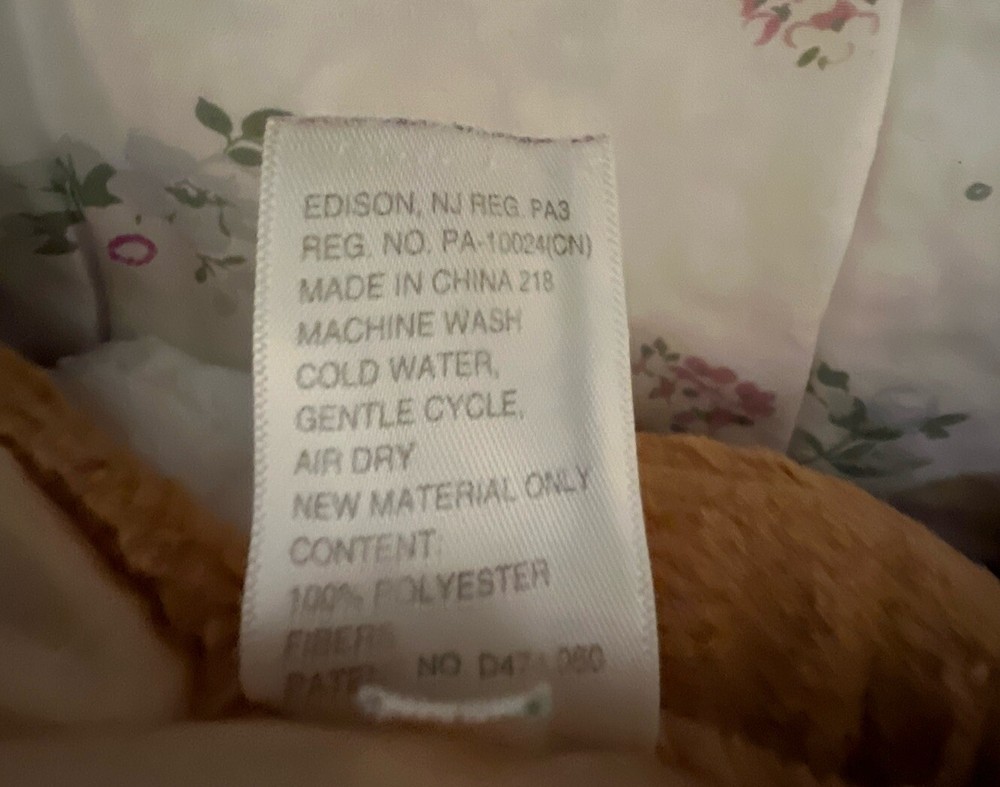 EDISON, NJ REG. PA3
REG. NO. PA-10024(CN)
MADE IN CHINA 218
MACHINE WASH
COLD WATER,
GENTLE CYCLE,
AIR DRY
NEW MATERIAL ONLY
CONTENT:
100% POLYESTER
FIBERS
NO